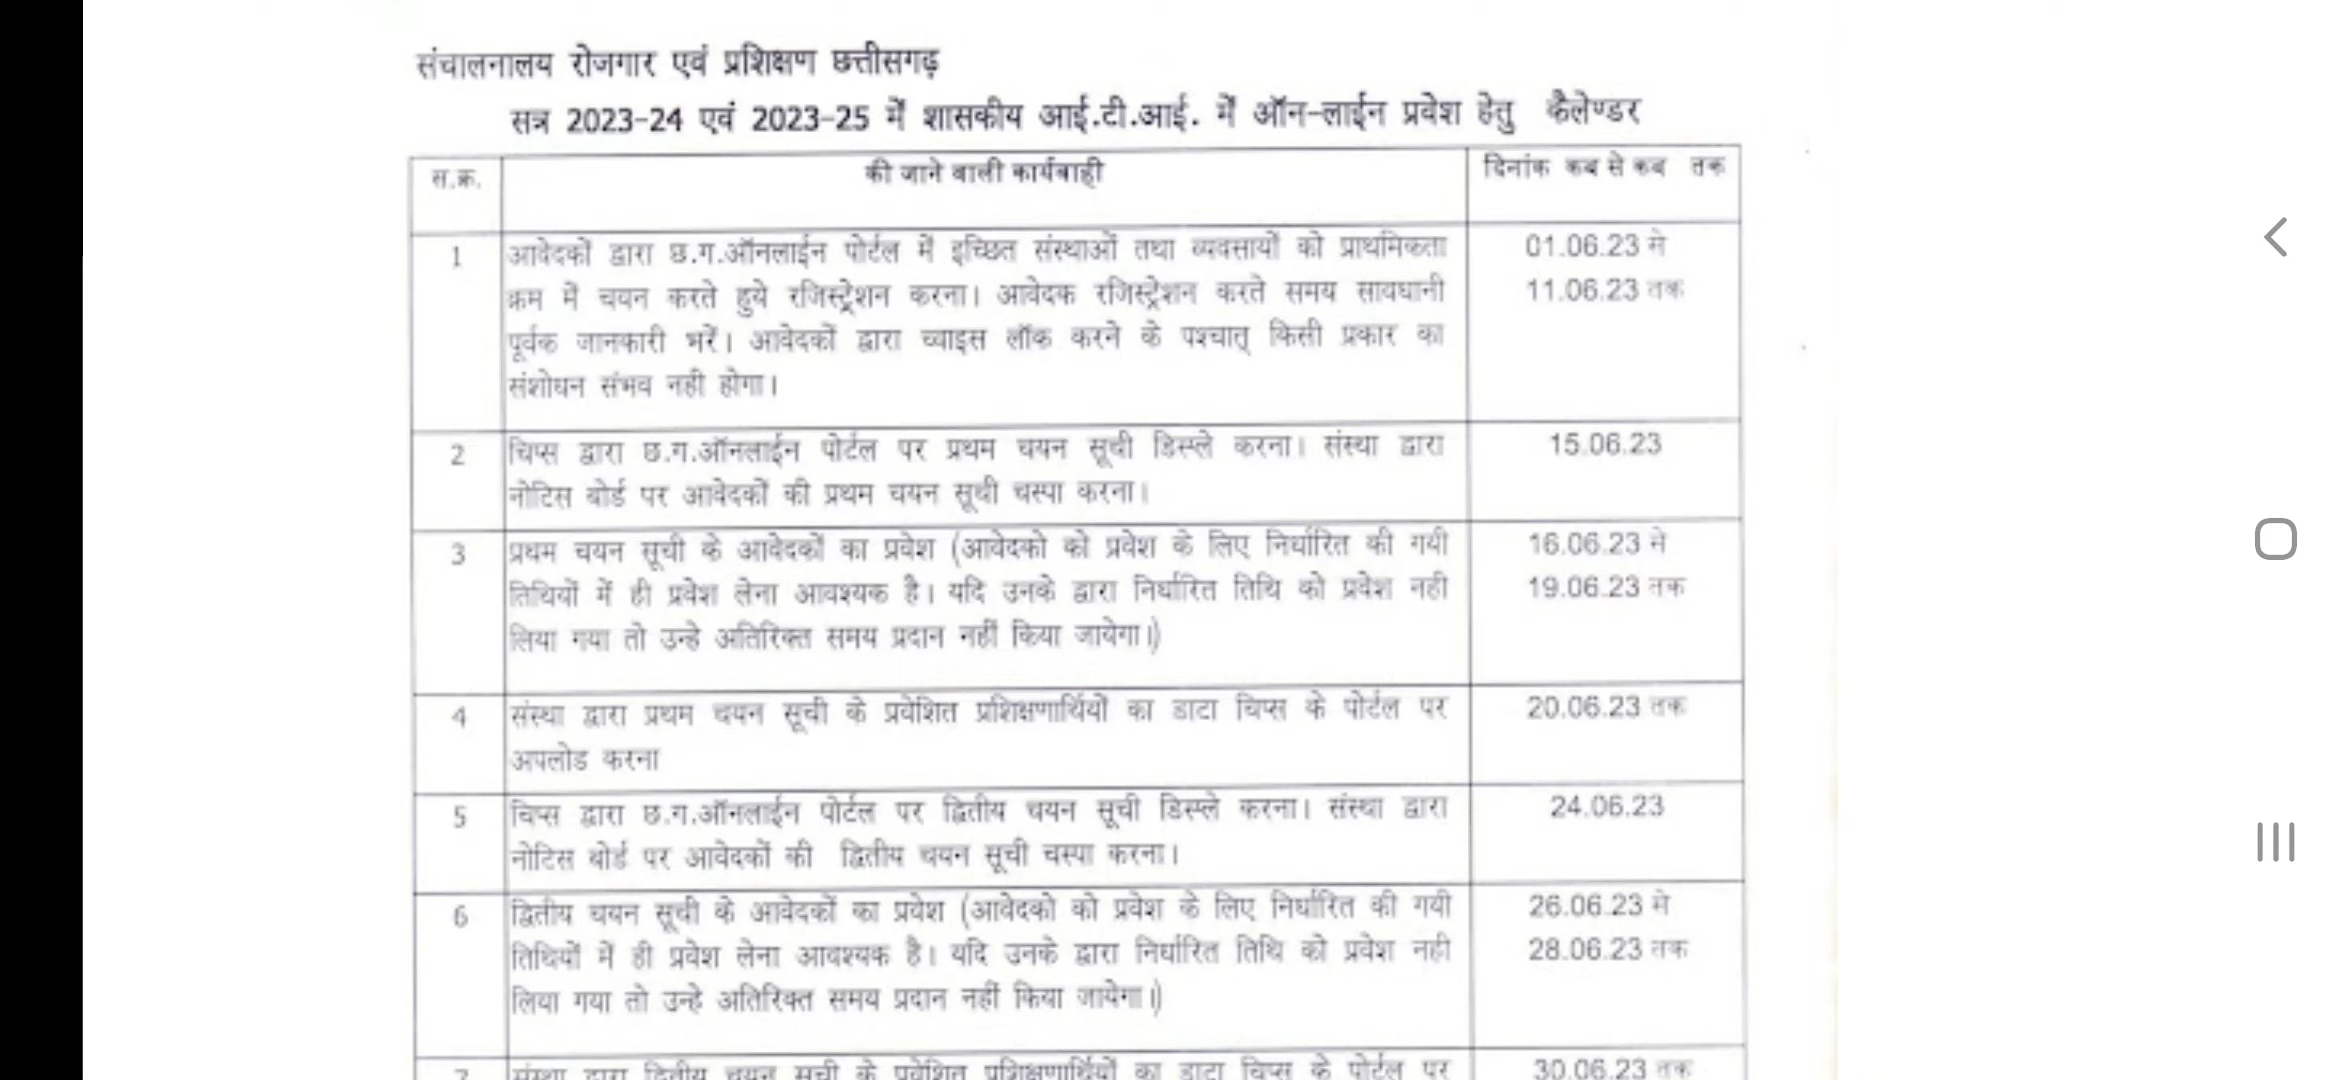 संचालनालय रोजगार एवं प्रशिक्षण छत्तीसगढ़
सत्र 2023-24 एवं 2023-25 में शासकीय आई.टी.आई. में ऑन-लाईन प्रवेश हेतु कैलेण्डर
स.क्र.
की जाने वाली कार्यवाही
दिनांक कब से कब तक
1
आवेदकों द्वारा छ.ग.ऑनलाईन पोर्टल में इच्छित संस्थाओं तथा व्यवसायों को प्राथमिकता
क्रम में चयन करते हुये रजिस्ट्रेशन करना। आवेदक रजिस्ट्रेशन करते समय सावधानी
पूर्वक जानकारी भरें। आवेदकों द्वारा च्वाइस लॉक करने के पश्चात् किसी प्रकार का
संशोधन संभव नही होगा।
01.06.23 से
11.06.23 तक
2
चिप्स द्वारा छ.ग.ऑनलाईन पोर्टल पर प्रथम चयन सूची डिस्प्ले करना। संस्था द्वारा
नोटिस बोर्ड पर आवेदकों की प्रथम चयन सूची चस्पा करना।
15.06.23
3
प्रथम चयन सूची के आवेदकों का प्रवेश (आवेदको को प्रवेश के लिए निर्धारित की गयी
तिथियों में ही प्रवेश लेना आवश्यक है। यदि उनके द्वारा निर्धारित तिथि को प्रवेश नही
लिया गया तो उन्हे अतिरिक्त समय प्रदान नहीं किया जायेगा।)
16.06.23 से
19.06.23 तक
4
संस्था द्वारा प्रथम चयन सूची के प्रवेशित प्रशिक्षणार्थियों का डाटा चिप्स के पोर्टल पर
अपलोड करना
20.06.23 तक
5
चिप्स द्वारा छ.ग.ऑनलाईन पोर्टल पर द्वितीय चयन सूची डिस्प्ले करना। संस्था द्वारा
नोटिस बोर्ड पर आवेदकों की द्वितीय चयन सूची चस्पा करना।
24.06.23
6
द्वितीय चयन सूची के आवेदकों का प्रवेश (आवेदको को प्रवेश के लिए निर्धारित की गयी
तिथियों में ही प्रवेश लेना आवश्यक है। यदि उनके द्वारा निर्धारित तिथि को प्रवेश नही
लिया गया तो उन्हे अतिरिक्त समय प्रदान नहीं किया जायेगा।)
26.06.23 से
28.06.23 तक
7
संस्था द्वारा द्वितीय चयन सूची के प्रवेशित प्रशिक्षणार्थियों का डाटा चिप्स के पोर्टल पर
30.06.23 तक